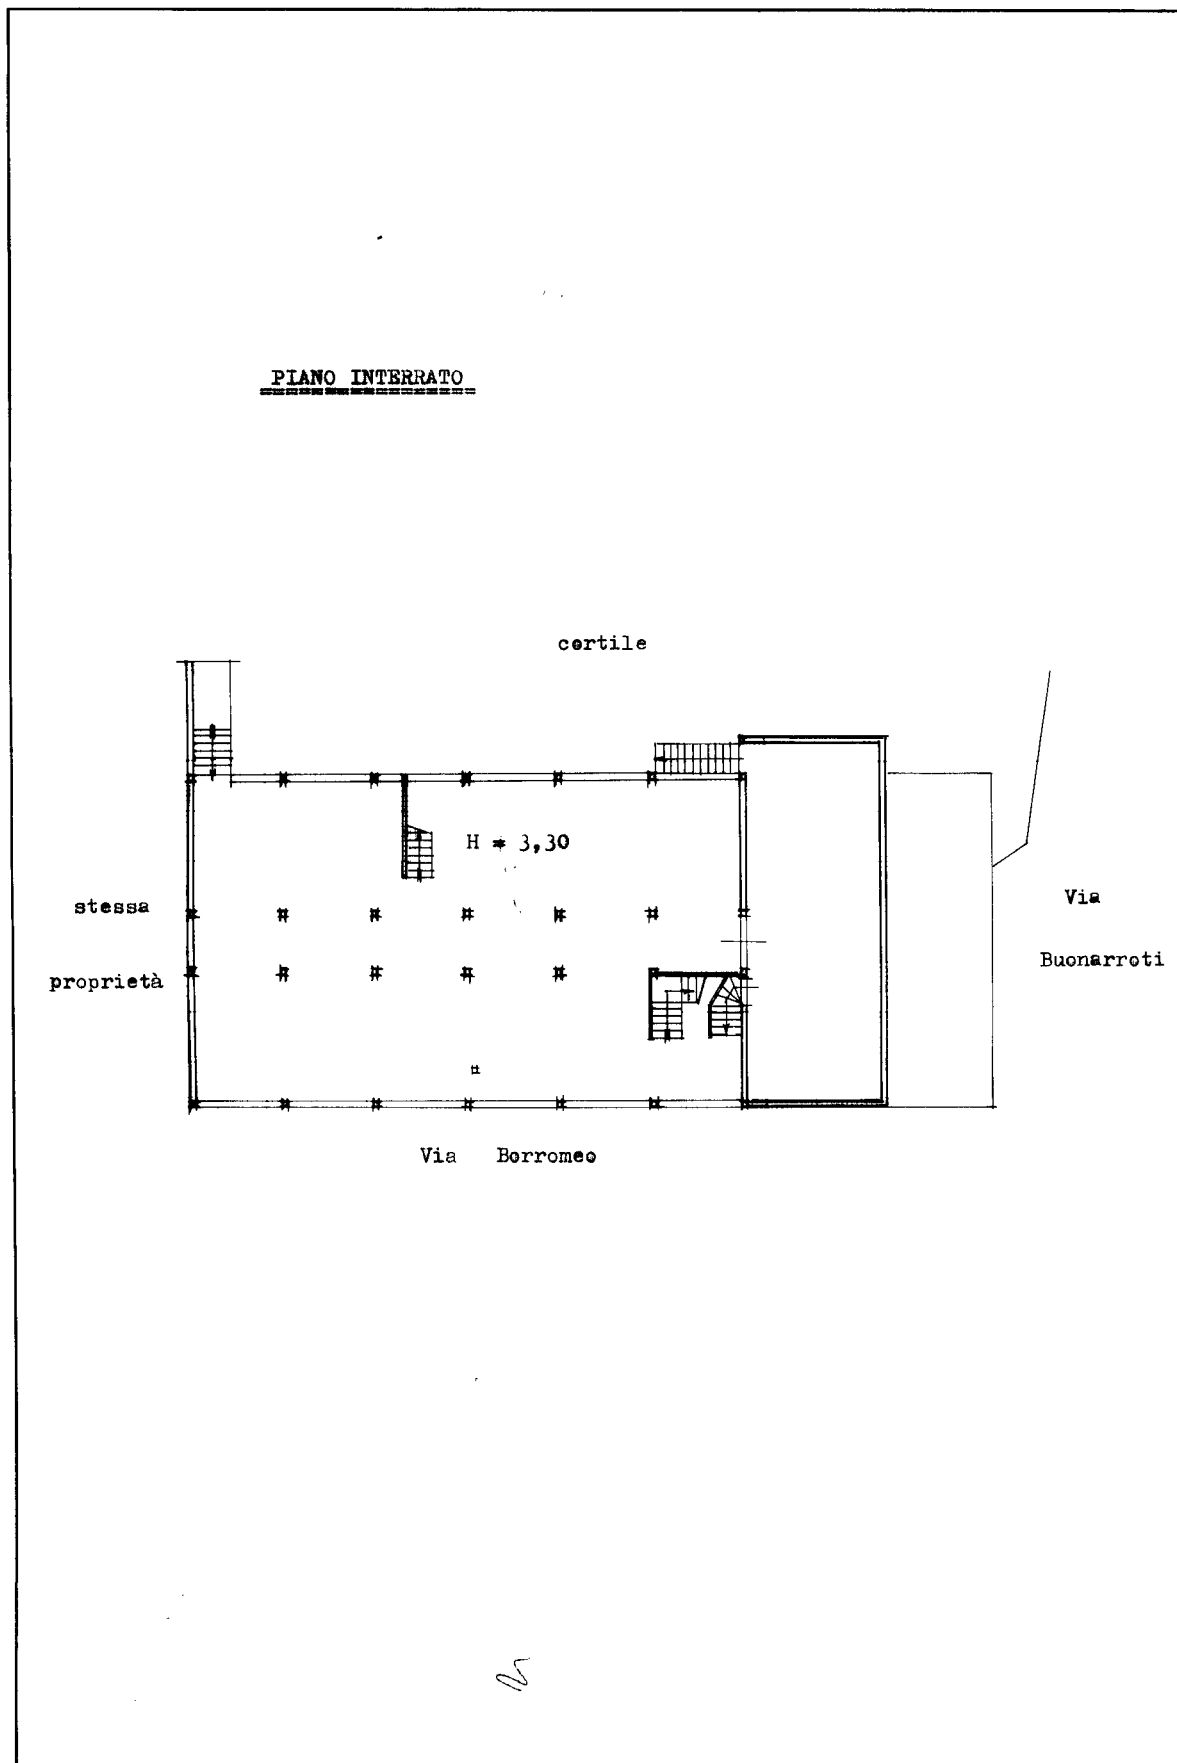 PIANO INTERRATO
cortile
H = 3,30
stessa
proprietà
Via
Buonarroti
Via Borromeo